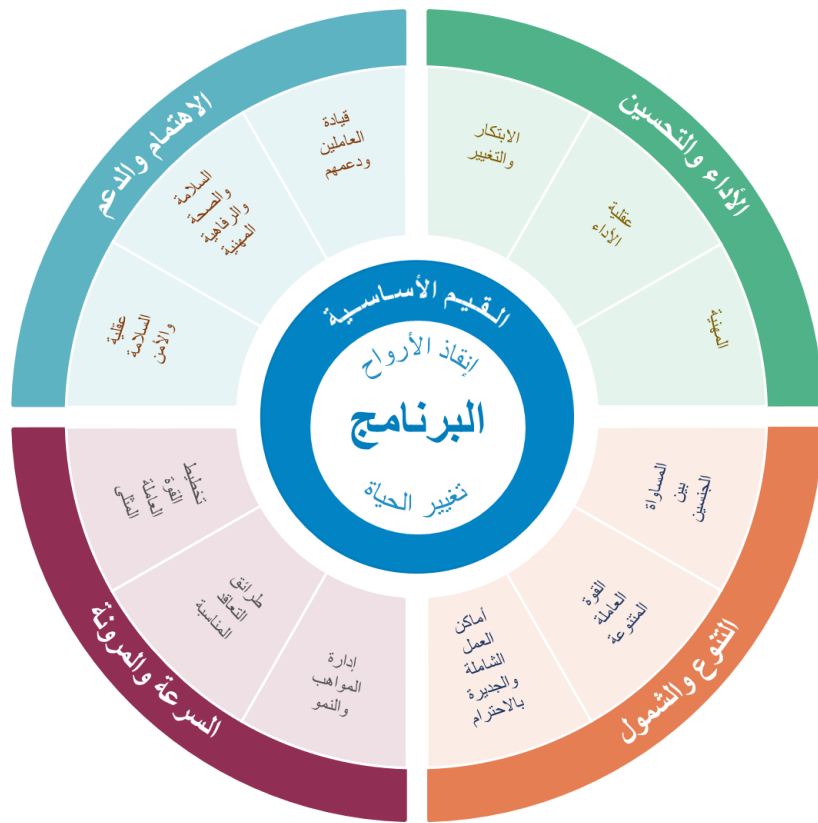 القيم الأساسية
إنقاذ الأرواح
البرنامج
تغيير الحياة
الأداء والتحسين
الابتكار
والتغيير
عقلية
الأداء
المهنية
التنوع والشمول
المساواة
بين
الجنسين
القوة
العاملة
المتنوعة
أماكن
العمل
الشاملة
والجديرة
بالاحترام
السرعة والمرونة
إدارة
المواهب
والنمو
طرائق
التعاقد
المناسبة
تخطيط
القوة
العاملة
المثلى
الاهتمام والدعم
عقلية
السلامة
والأمن
السلامة
والصحة
والرفاهية
المهنية
قيادة
العاملين
ودعمهم